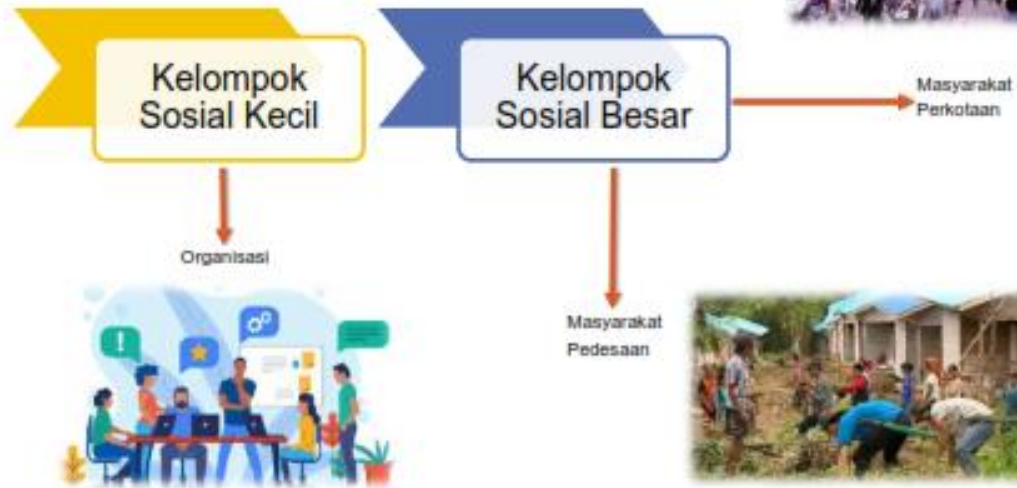 Kelompok
Sosial Kecil
Kelompok
Sosial Besar
Masyarakat
Perkotaan
Organisasi
Masyarakat
Pedesaan